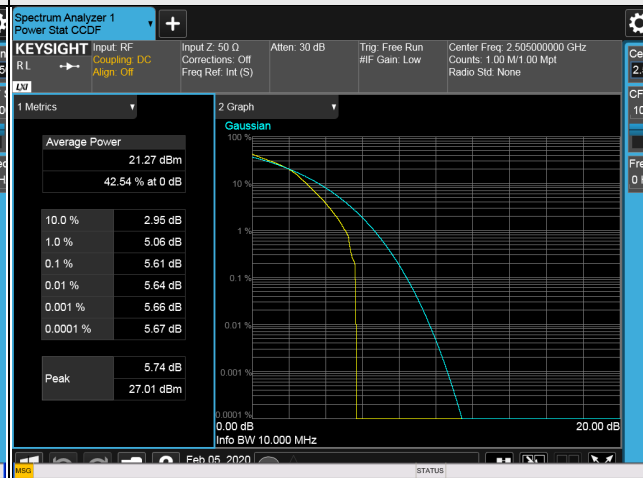 Spectrum Analyzer 1
Power Stat CCDF
KEYSIGHT
RL
LXI
Input: RF
Coupling: DC
Align: Off
Input Z: 50 Ω
Corrections: Off
Freq Ref: Int (S)
Atten: 30 dB
Trig: Free Run
#IF Gain: Low
Center Freq: 2.505000000 GHz
Counts: 1.00 M/1.00 Mpt
Radio Std: None
1 Metrics
Average Power
21.27 dBm
42.54 % at 0 dB
10.0 % 2.95 dB
1.0 % 5.06 dB
0.1 % 5.61 dB
0.01 % 5.64 dB
0.001 % 5.66 dB
0.0001 % 5.67 dB
Peak
5.74 dB
27.01 dBm
2 Graph
Gaussian
100 %
10 %
1 %
0.1 %
0.01 %
0.001 %
0.0001 %
0.00 dB 20.00 dB
Info BW 10.000 MHz
Feb 05, 2020
MSG STATUS